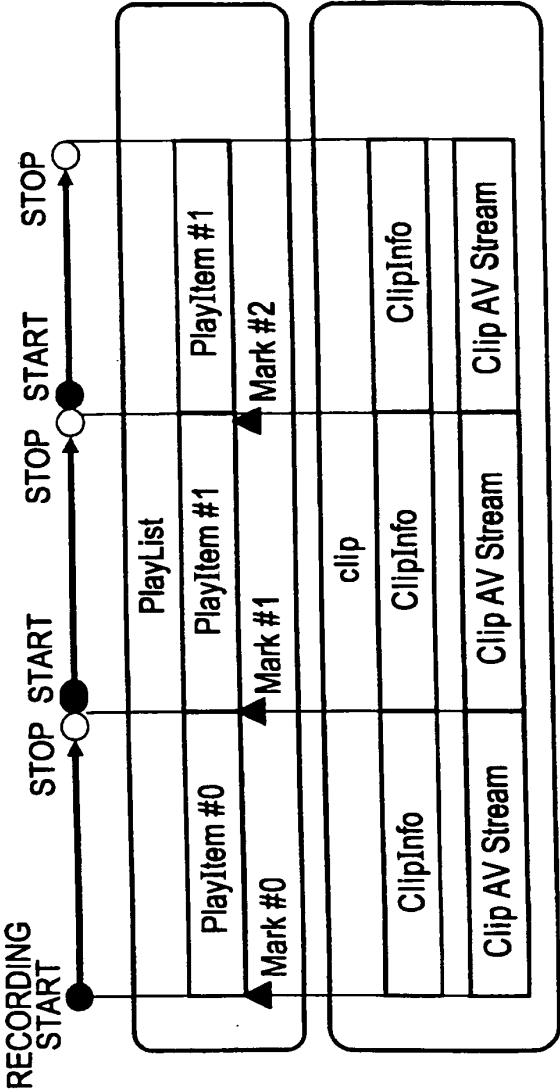 RECORDING
START
STOP
START
STOP
START
STOP
PlayList
PlayItem #0
PlayItem #1
PlayItem #1
Mark #0
Mark #1
Mark #2
clip
ClipInfo
ClipInfo
ClipInfo
Clip AV Stream
Clip AV Stream
Clip AV Stream